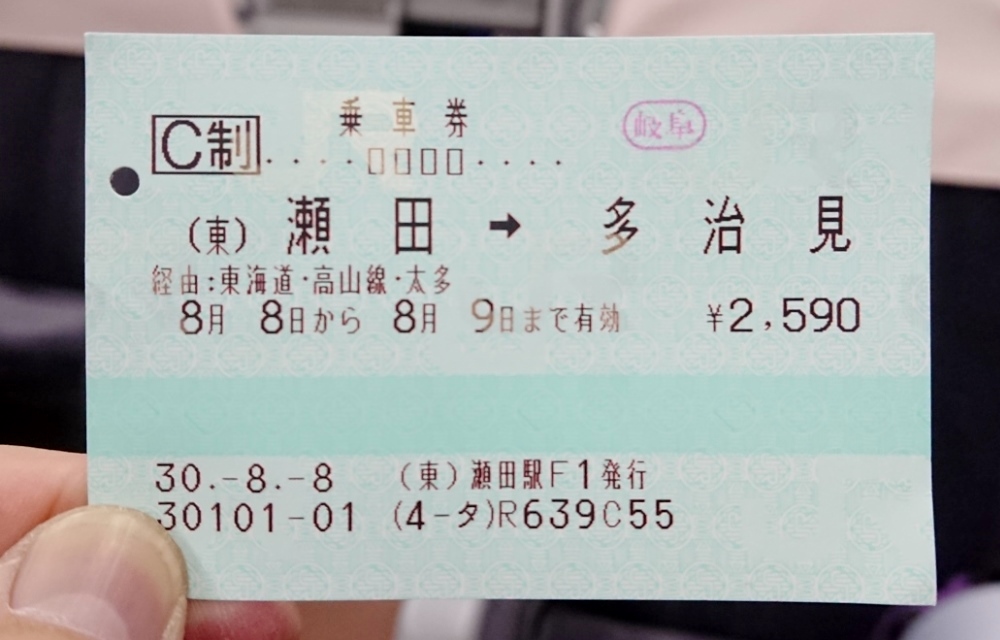 乗車券
岐阜
C制 ････□□□□････
(東)瀬田 → 多治見
経由:東海道･高山線･太多
8月 8日から 8月 9日まで有効 ¥2,590
30.-8.-8 (東)瀬田駅F1発行
30101-01 (4-タ)R639C55